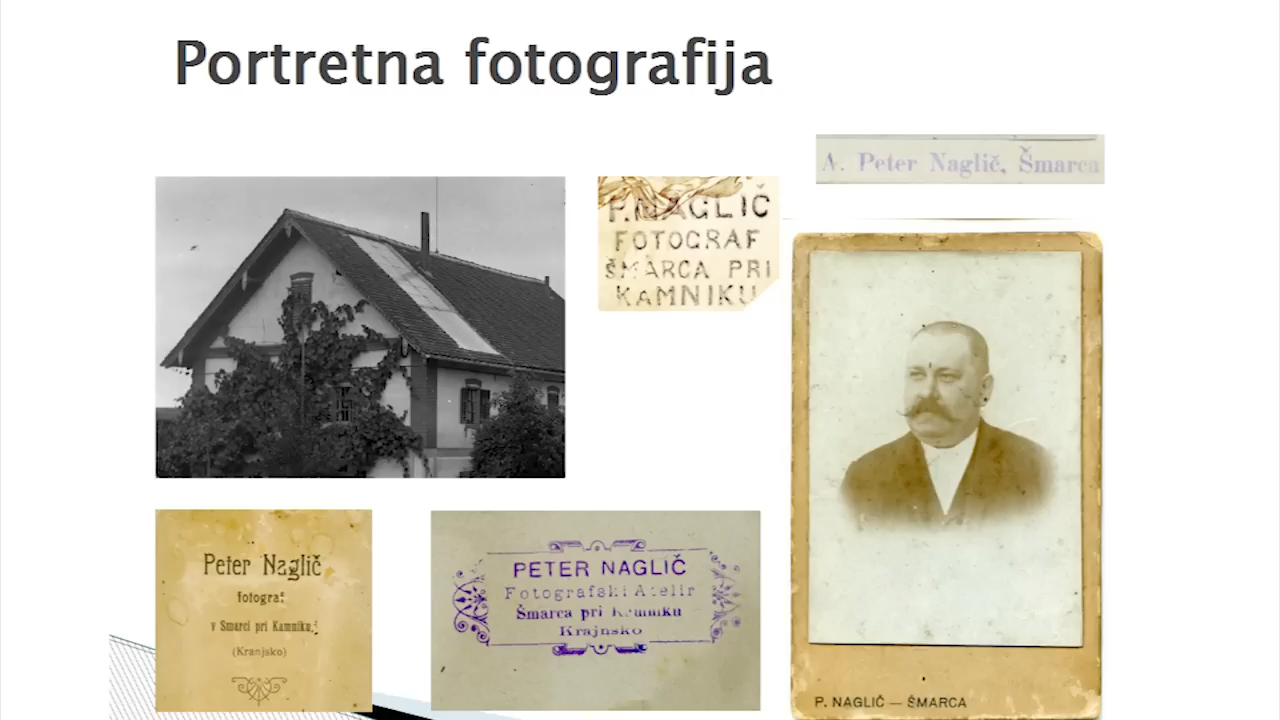 Portretna fotografija
A. Peter Naglič, Šmarca
P. NAGLIČ
FOTOGRAF
ŠMARCA PRI
KAMNIKU
Peter Naglič
fotograf
v Šmarci pri Kamniku.
(Kranjsko)
PETER NAGLIČ
Fotografski Atelir
Šmarca pri Kamniku
Krajnsko
P. NAGLIČ — ŠMARCA